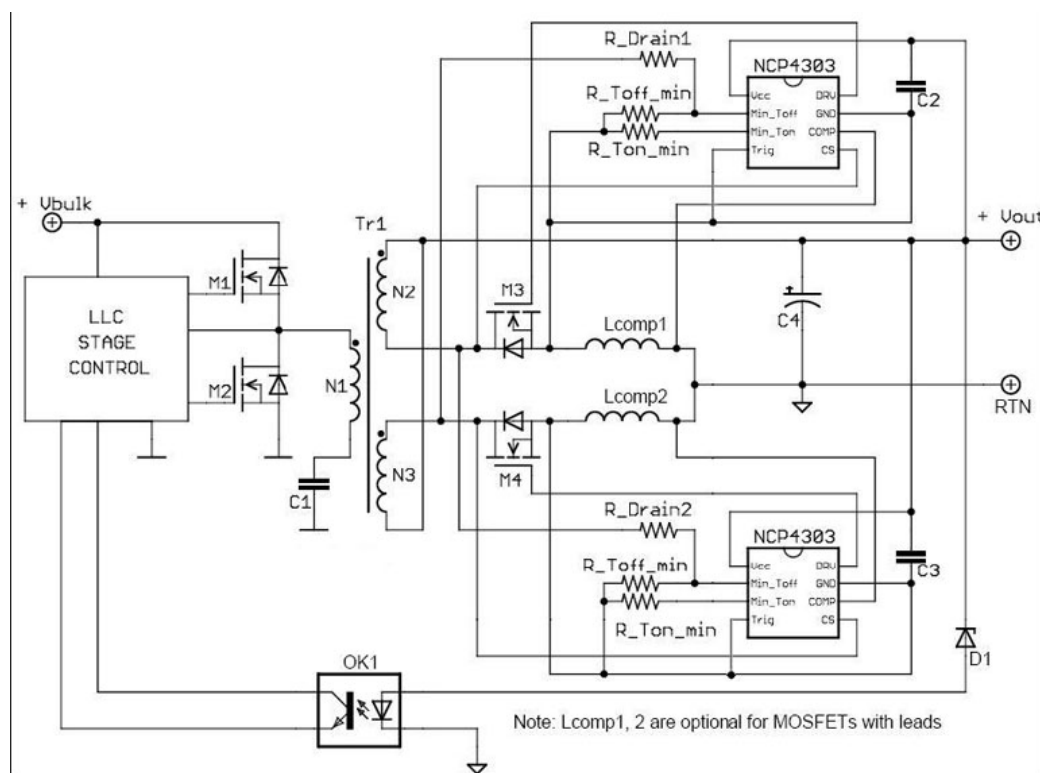 R_Drain1
NCP4303
R_Toff_min
R_Ton_min
Vcc
DRV
Min_Toff
GND
Min_Ton
COMP
Trig
CS
C2
+ Vbulk
Tr1
+ Vout
M1
N2
M3
Lcomp1
C4
LLC
STAGE
CONTROL
M2
N1
Lcomp2
RTN
C1
N3
M4
R_Drain2
NCP4303
R_Toff_min
R_Ton_min
Vcc
DRV
Min_Toff
GND
Min_Ton
COMP
Trig
CS
C3
D1
OK1
Note: Lcomp1, 2 are optional for MOSFETs with leads